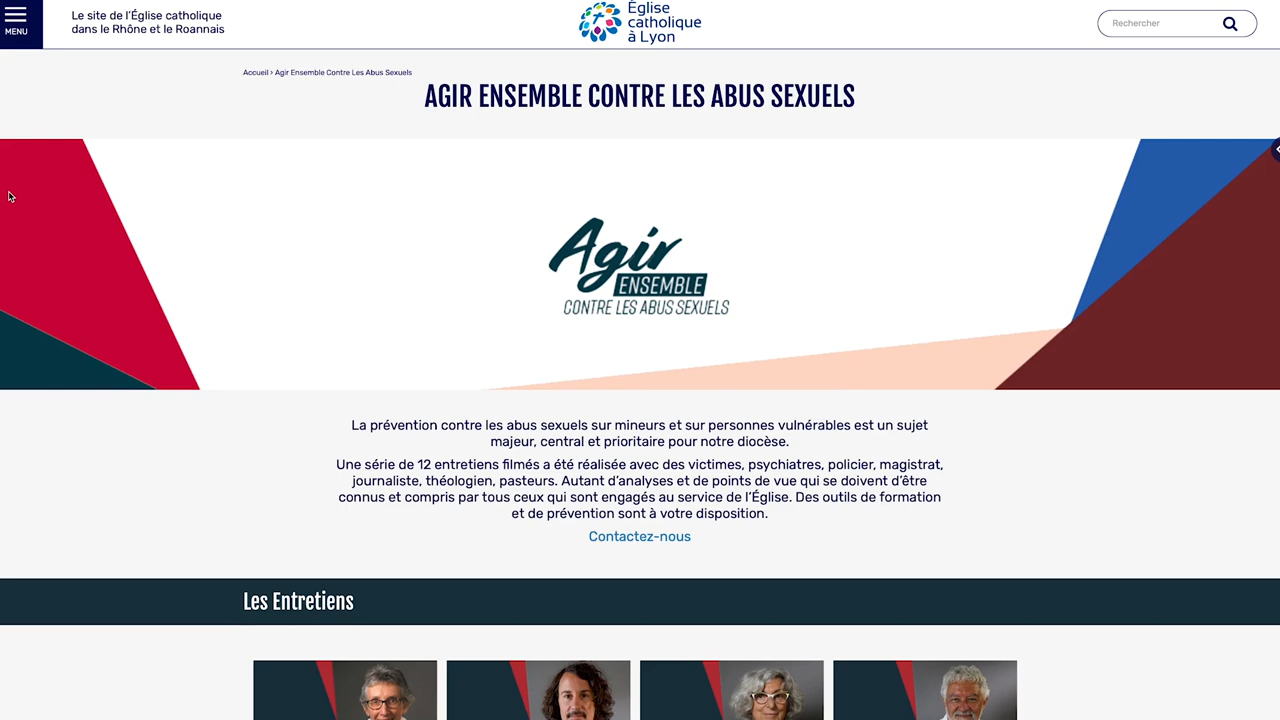 MENU
Le site de l'Église catholique
dans le Rhône et le Roannais
Église
catholique
à Lyon
Rechercher
Accueil › Agir Ensemble Contre Les Abus Sexuels
AGIR ENSEMBLE CONTRE LES ABUS SEXUELS
Agir
ENSEMBLE
CONTRE LES ABUS SEXUELS
La prévention contre les abus sexuels sur mineurs et sur personnes vulnérables est un sujet
majeur, central et prioritaire pour notre diocèse.
Une série de 12 entretiens filmés a été réalisée avec des victimes, psychiatres, policier, magistrat,
journaliste, théologien, pasteurs. Autant d'analyses et de points de vue qui se doivent d'être
connus et compris par tous ceux qui sont engagés au service de l'Église. Des outils de formation
et de prévention sont à votre disposition.
Contactez-nous
Les Entretiens